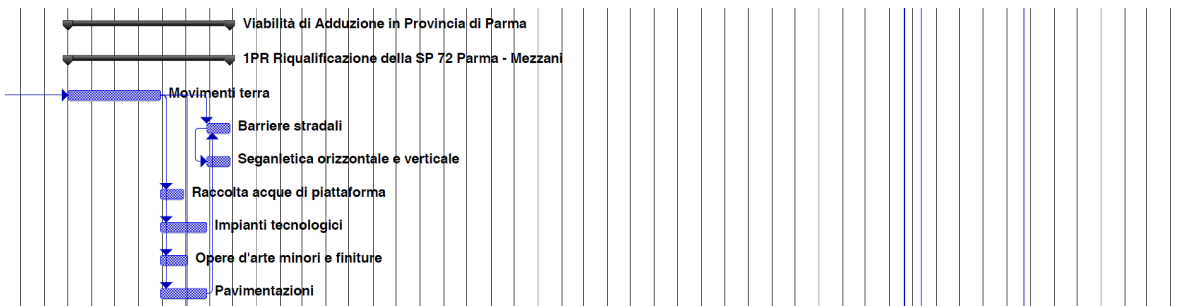 Viabilità di Adduzione in Provincia di Parma
1PR Riqualificazione della SP 72 Parma - Mezzani
Movimenti terra
Barriere stradali
Seganletica orizzontale e verticale
Raccolta acque di piattaforma
Impianti tecnologici
Opere d'arte minori e finiture
Pavimentazioni